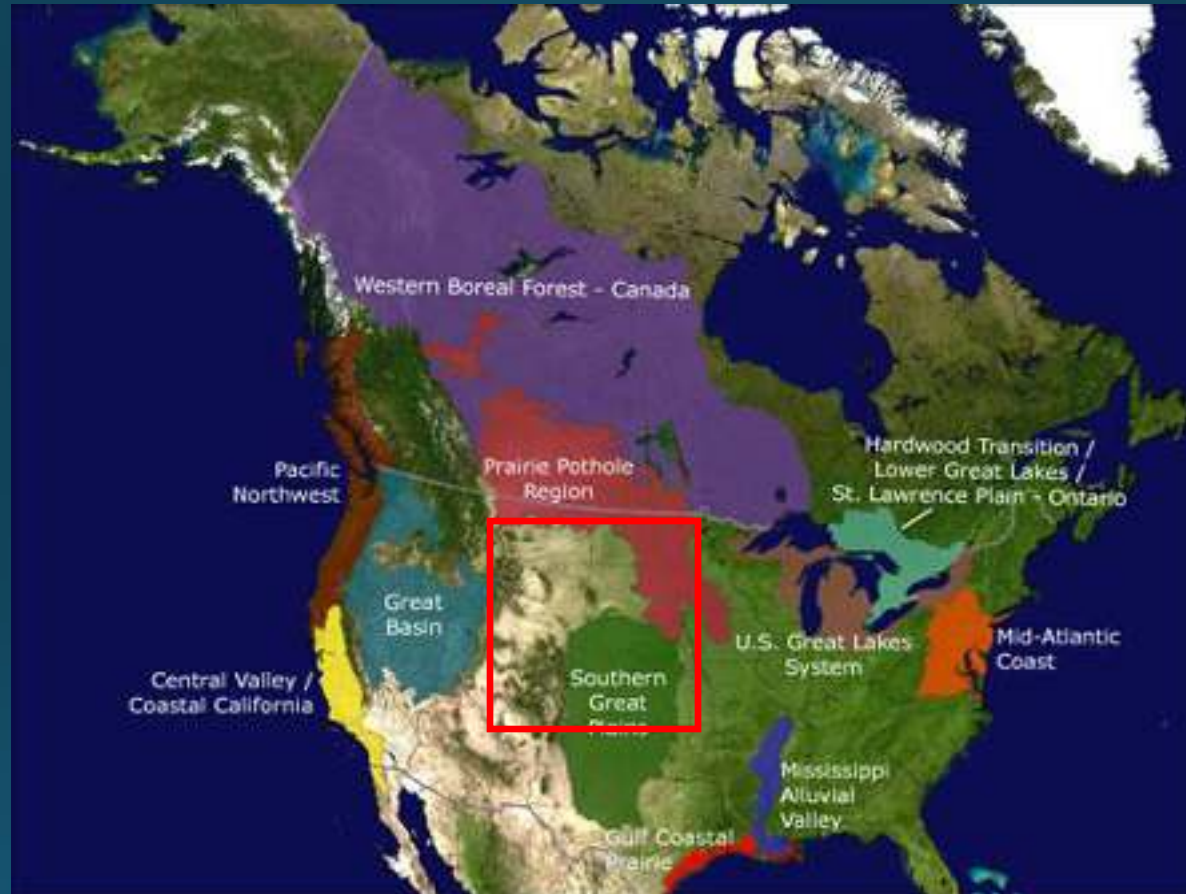 Western Boreal Forest - Canada
Hardwood Transition /
Lower Great Lakes /
St. Lawrence Plain - Ontario
Pacific
Northwest
Prairie Pothole
Region
Great
Basin
U.S. Great Lakes
System
Mid-Atlantic
Coast
Central Valley /
Coastal California
Southern
Great
Plains
Mississippi
Alluvial
Valley
Gulf Coastal
Prairie